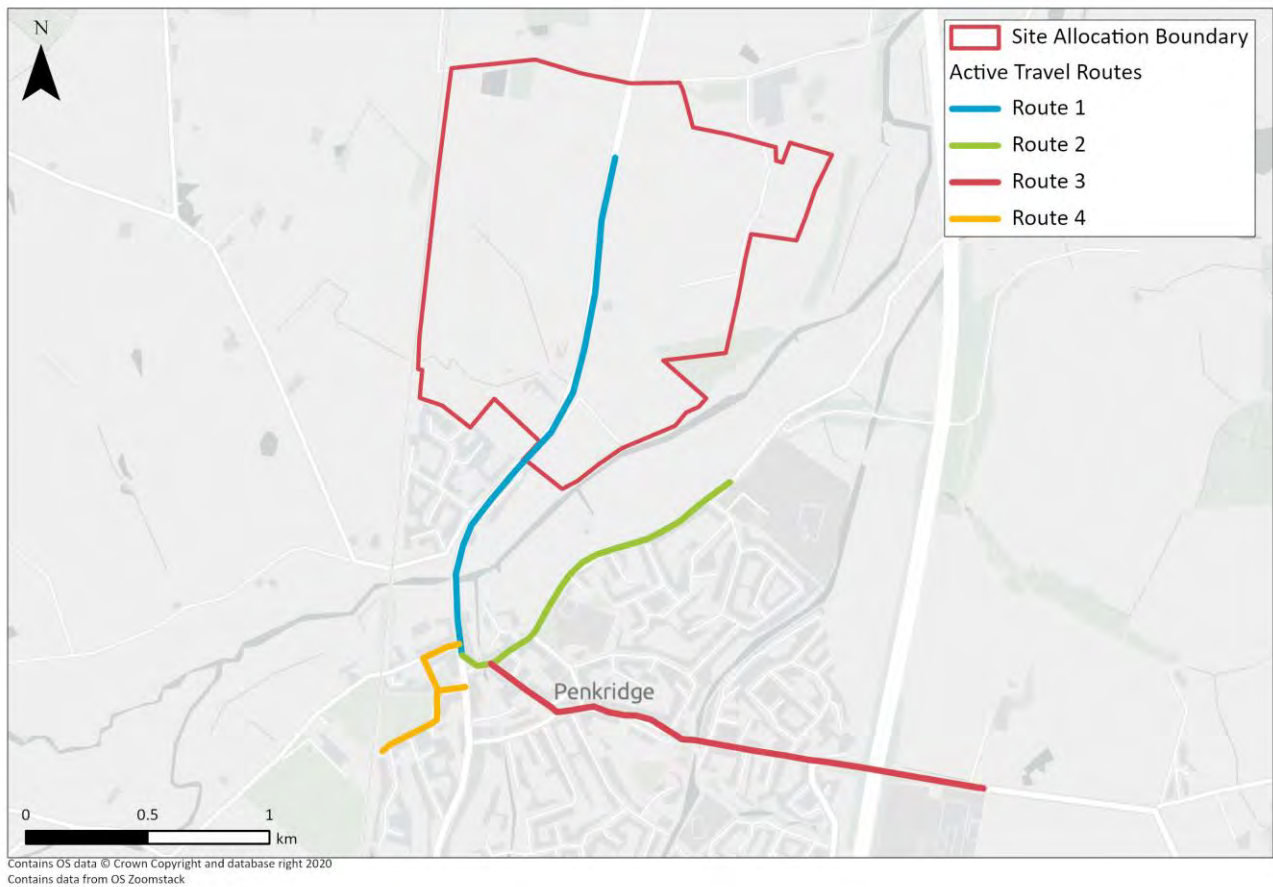 N
Site Allocation Boundary
Active Travel Routes
Route 1
Route 2
Route 3
Route 4
Penkridge
0 0.5 1
km
Contains OS data © Crown Copyright and database right 2020
Contains data from OS Zoomstack